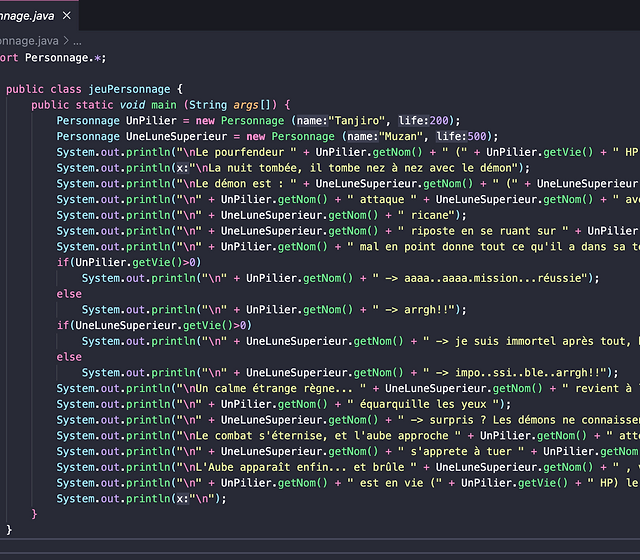 nnage.java ×
onnage.java > ...
ort Personnage.*;
public class jeuPersonnage {
public static void main (String args[]) {
Personnage UnPilier = new Personnage (name:"Tanjiro", life:200);
Personnage UneLuneSuperieur = new Personnage (name:"Muzan", life:500);
System.out.println("\nLe pourfendeur " + UnPilier.getNom() + " (" + UnPilier.getVie() + " HP
System.out.println(x:"\nLa nuit tombée, il tombe nez à nez avec le démon");
System.out.println("\nLe démon est : " + UneLuneSuperieur.getNom() + " (" + UneLuneSuperieur
System.out.println("\n" + UnPilier.getNom() + " attaque " + UneLuneSuperieur.getNom() + " ave
System.out.println("\n" + UneLuneSuperieur.getNom() + " ricane");
System.out.println("\n" + UneLuneSuperieur.getNom() + " riposte en se ruant sur " + UnPilier
System.out.println("\n" + UnPilier.getNom() + " mal en point donne tout ce qu'il a dans sa te
if(UnPilier.getVie()>0)
System.out.println("\n" + UnPilier.getNom() + " -> aaaa..aaaa.mission...réussie");
else
System.out.println("\n" + UnPilier.getNom() + " -> arrgh!!");
if(UneLuneSuperieur.getVie()>0)
System.out.println("\n" + UneLuneSuperieur.getNom() + " -> je suis immortel après tout,
else
System.out.println("\n" + UneLuneSuperieur.getNom() + " -> impo..ssi..ble..arrgh!!");
System.out.println("\nUn calme étrange règne... " + UneLuneSuperieur.getNom() + " revient à
System.out.println("\n" + UnPilier.getNom() + " équarquille les yeux ");
System.out.println("\n" + UneLuneSuperieur.getNom() + " -> surpris ? Les démons ne connaissen
System.out.println("\nLe combat s'éternise, et l'aube approche " + UnPilier.getNom() + " atte
System.out.println("\n" + UneLuneSuperieur.getNom() + " s'apprete à tuer " + UnPilier.getNom
System.out.println("\nL'Aube apparaît enfin... et brûle " + UneLuneSuperieur.getNom() + " ,
System.out.println("\n" + UnPilier.getNom() + " est en vie (" + UnPilier.getVie() + " HP) le
System.out.println(x:"\n");
}
}